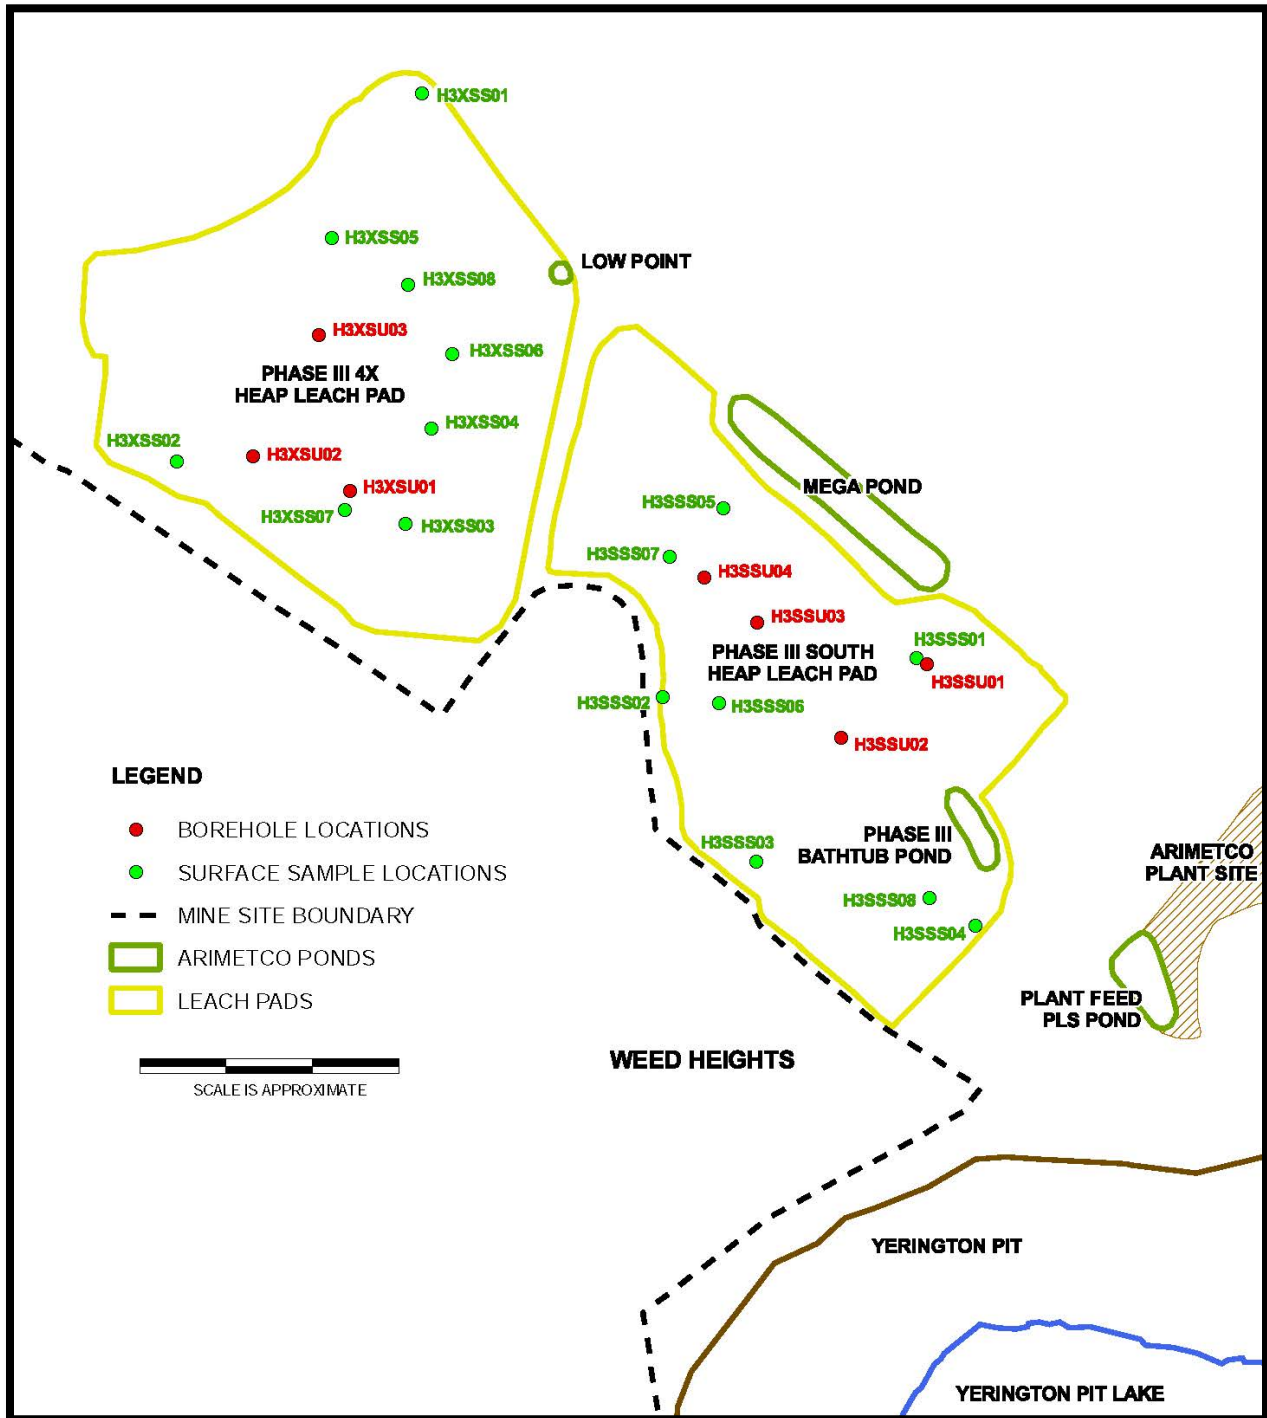 H3XSS01
H3XSS05
LOW POINT
H3XSS08
H3XSU03
H3XSS06
PHASE III 4X
HEAP LEACH PAD
H3XSS04
H3XSS02
H3XSU02
H3XSU01
H3XSS07
H3XSS03
MEGA POND
H3SSS05
H3SSS07
H3SSU04
H3SSU03
H3SSS01
PHASE III SOUTH
HEAP LEACH PAD
H3SSU01
H3SSS02
H3SSS06
H3SSU02
LEGEND
BOREHOLE LOCATIONS
SURFACE SAMPLE LOCATIONS
MINE SITE BOUNDARY
ARIMETCO PONDS
LEACH PADS
SCALE IS APPROXIMATE
H3SSS03
PHASE III
BATHTUB POND
ARIMETCO
PLANT SITE
H3SSS08
H3SSS04
PLANT FEED
PLS POND
WEED HEIGHTS
YERINGTON PIT
YERINGTON PIT LAKE